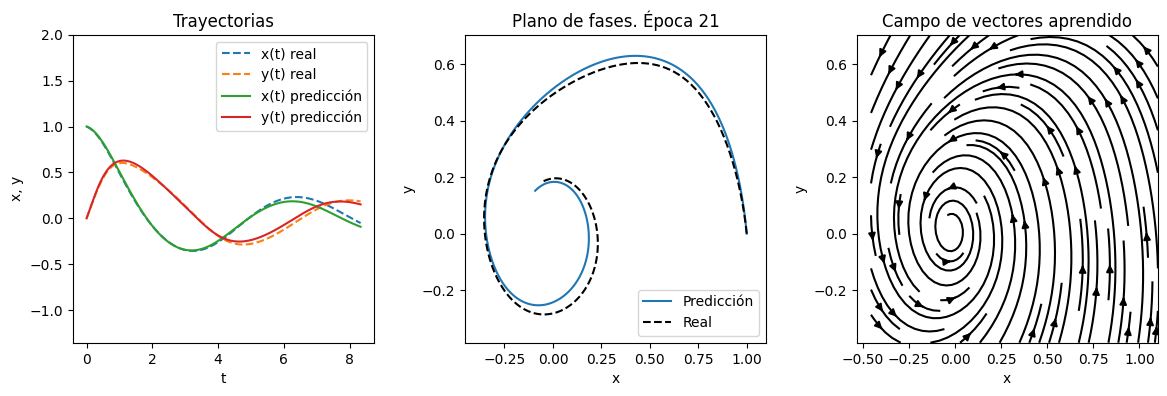 Trayectorias
x, y
2.0
1.5
1.0
0.5
0.0
−0.5
−1.0
x(t) real
y(t) real
x(t) predicción
y(t) predicción
0 2 4 6 8
t
Plano de fases. Época 21
y
0.6
0.4
0.2
0.0
−0.2
Predicción
Real
−0.25 0.00 0.25 0.50 0.75 1.00
x
Campo de vectores aprendido
y
0.6
0.4
0.2
0.0
−0.2
−0.50 −0.25 0.00 0.25 0.50 0.75 1.00
x